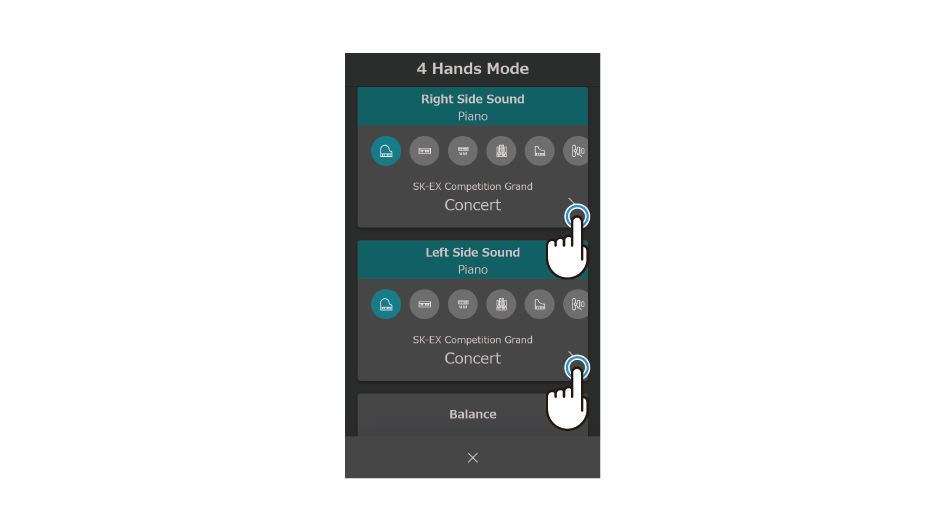 4 Hands Mode
Right Side Sound
Piano
SK-EX Competition Grand
Concert
Left Side Sound
Piano
SK-EX Competition Grand
Concert
Balance